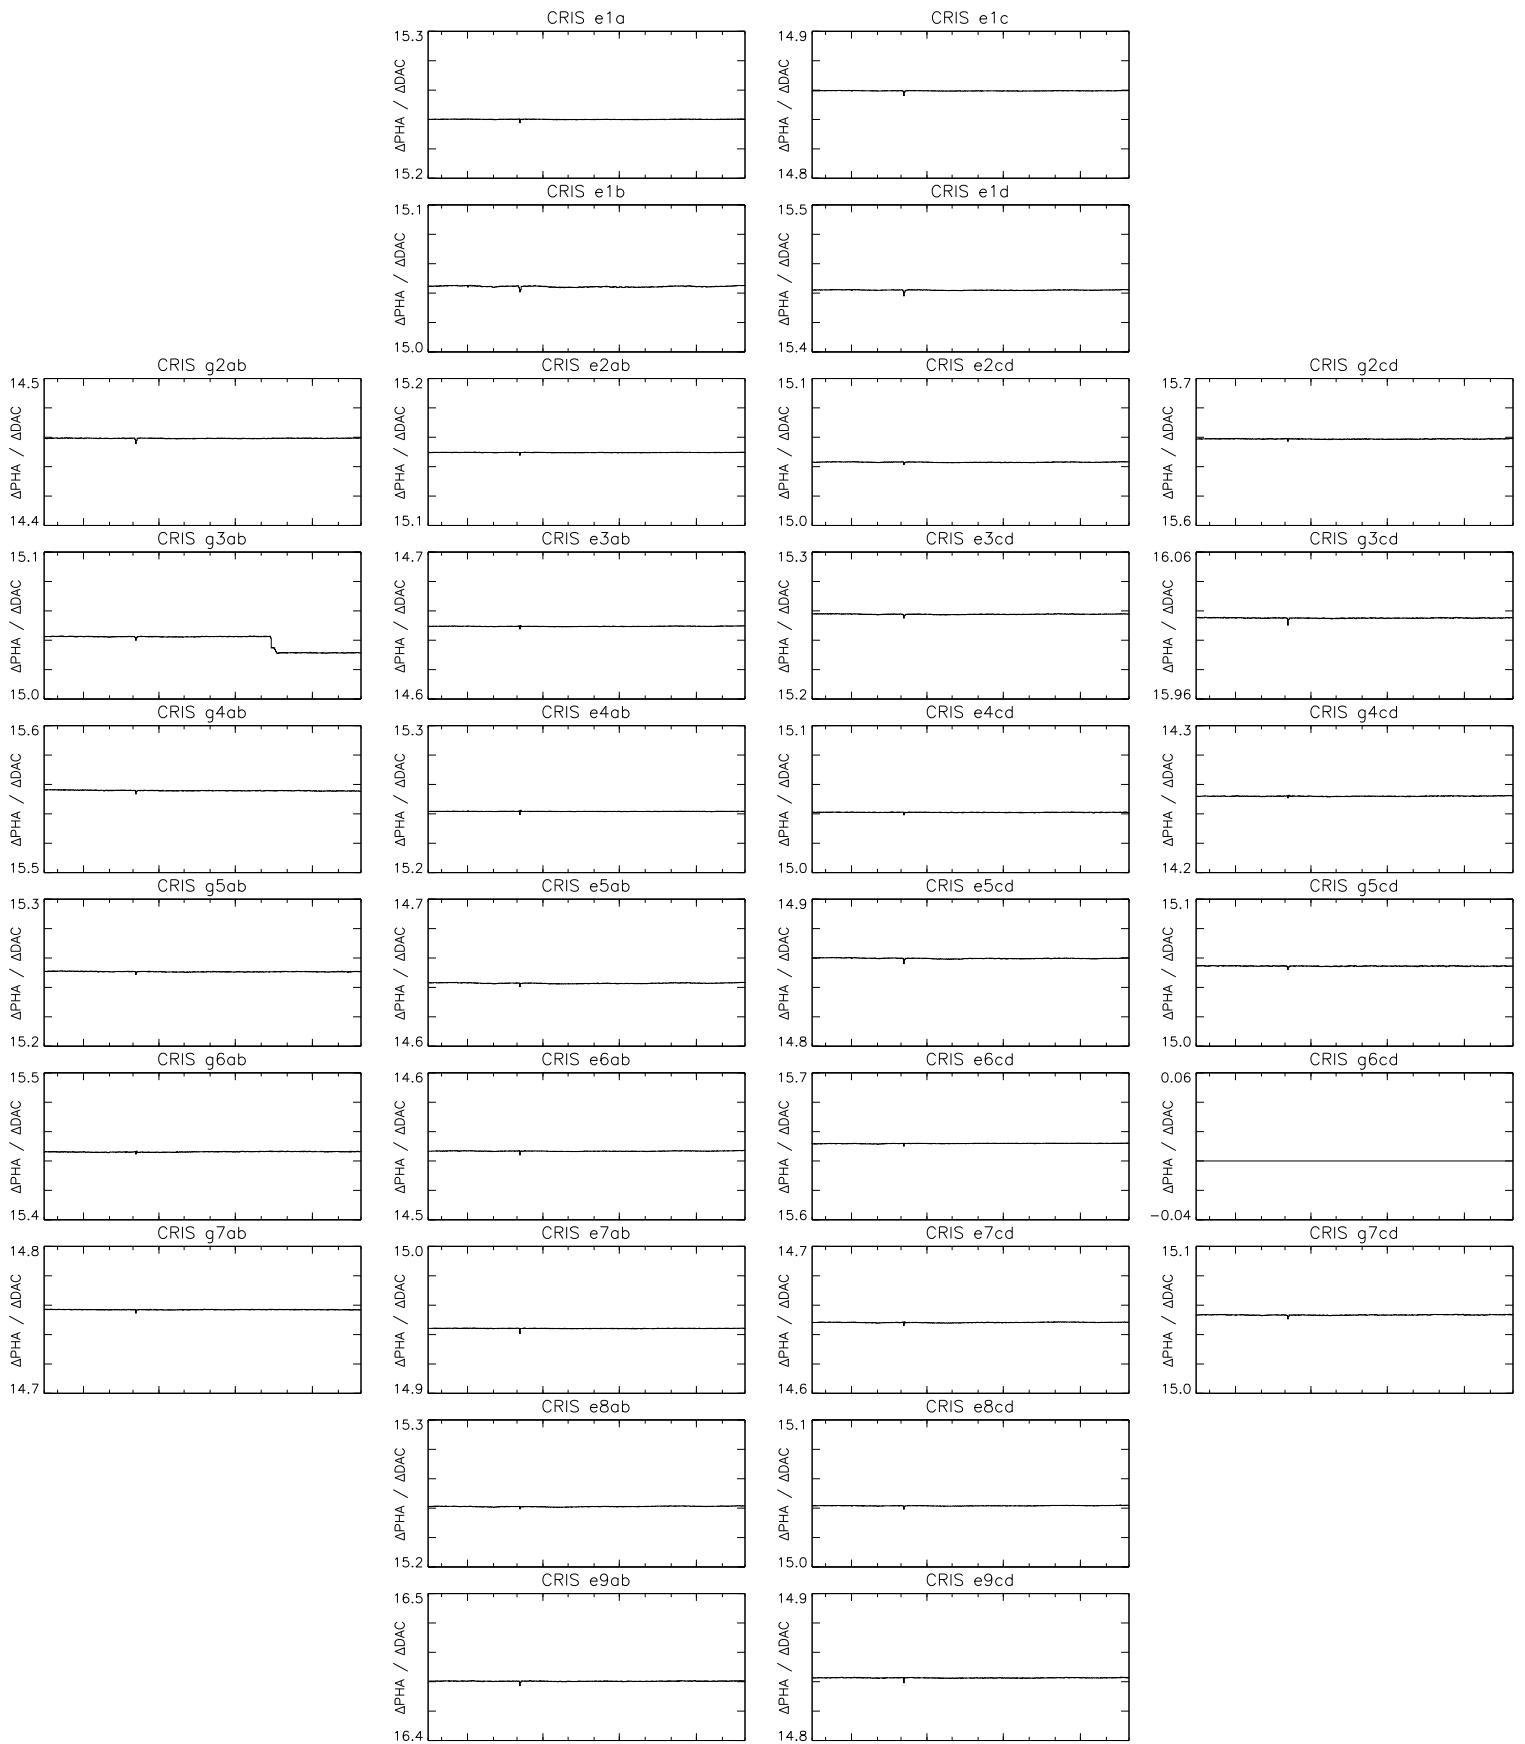 CRIS e1a
15.3
ΔPHA / ΔDAC
15.2
CRIS e1c
14.9
ΔPHA / ΔDAC
14.8
CRIS e1b
15.1
ΔPHA / ΔDAC
15.0
CRIS e1d
15.5
ΔPHA / ΔDAC
15.4
CRIS g2ab
14.5
ΔPHA / ΔDAC
14.4
CRIS e2ab
15.2
ΔPHA / ΔDAC
15.1
CRIS e2cd
15.1
ΔPHA / ΔDAC
15.0
CRIS g2cd
15.7
ΔPHA / ΔDAC
15.6
CRIS g3ab
15.1
ΔPHA / ΔDAC
15.0
CRIS e3ab
14.7
ΔPHA / ΔDAC
14.6
CRIS e3cd
15.3
ΔPHA / ΔDAC
15.2
CRIS g3cd
16.06
ΔPHA / ΔDAC
15.96
CRIS g4ab
15.6
ΔPHA / ΔDAC
15.5
CRIS e4ab
15.3
ΔPHA / ΔDAC
15.2
CRIS e4cd
15.1
ΔPHA / ΔDAC
15.0
CRIS g4cd
14.3
ΔPHA / ΔDAC
14.2
CRIS g5ab
15.3
ΔPHA / ΔDAC
15.2
CRIS e5ab
14.7
ΔPHA / ΔDAC
14.6
CRIS e5cd
14.9
ΔPHA / ΔDAC
14.8
CRIS g5cd
15.1
ΔPHA / ΔDAC
15.0
CRIS g6ab
15.5
ΔPHA / ΔDAC
15.4
CRIS e6ab
14.6
ΔPHA / ΔDAC
14.5
CRIS e6cd
15.7
ΔPHA / ΔDAC
15.6
CRIS g6cd
0.06
ΔPHA / ΔDAC
−0.04
CRIS g7ab
14.8
ΔPHA / ΔDAC
14.7
CRIS e7ab
15.0
ΔPHA / ΔDAC
14.9
CRIS e7cd
14.7
ΔPHA / ΔDAC
14.6
CRIS g7cd
15.1
ΔPHA / ΔDAC
15.0
CRIS e8ab
15.3
ΔPHA / ΔDAC
15.2
CRIS e8cd
15.1
ΔPHA / ΔDAC
15.0
CRIS e9ab
16.5
ΔPHA / ΔDAC
16.4
CRIS e9cd
14.9
ΔPHA / ΔDAC
14.8